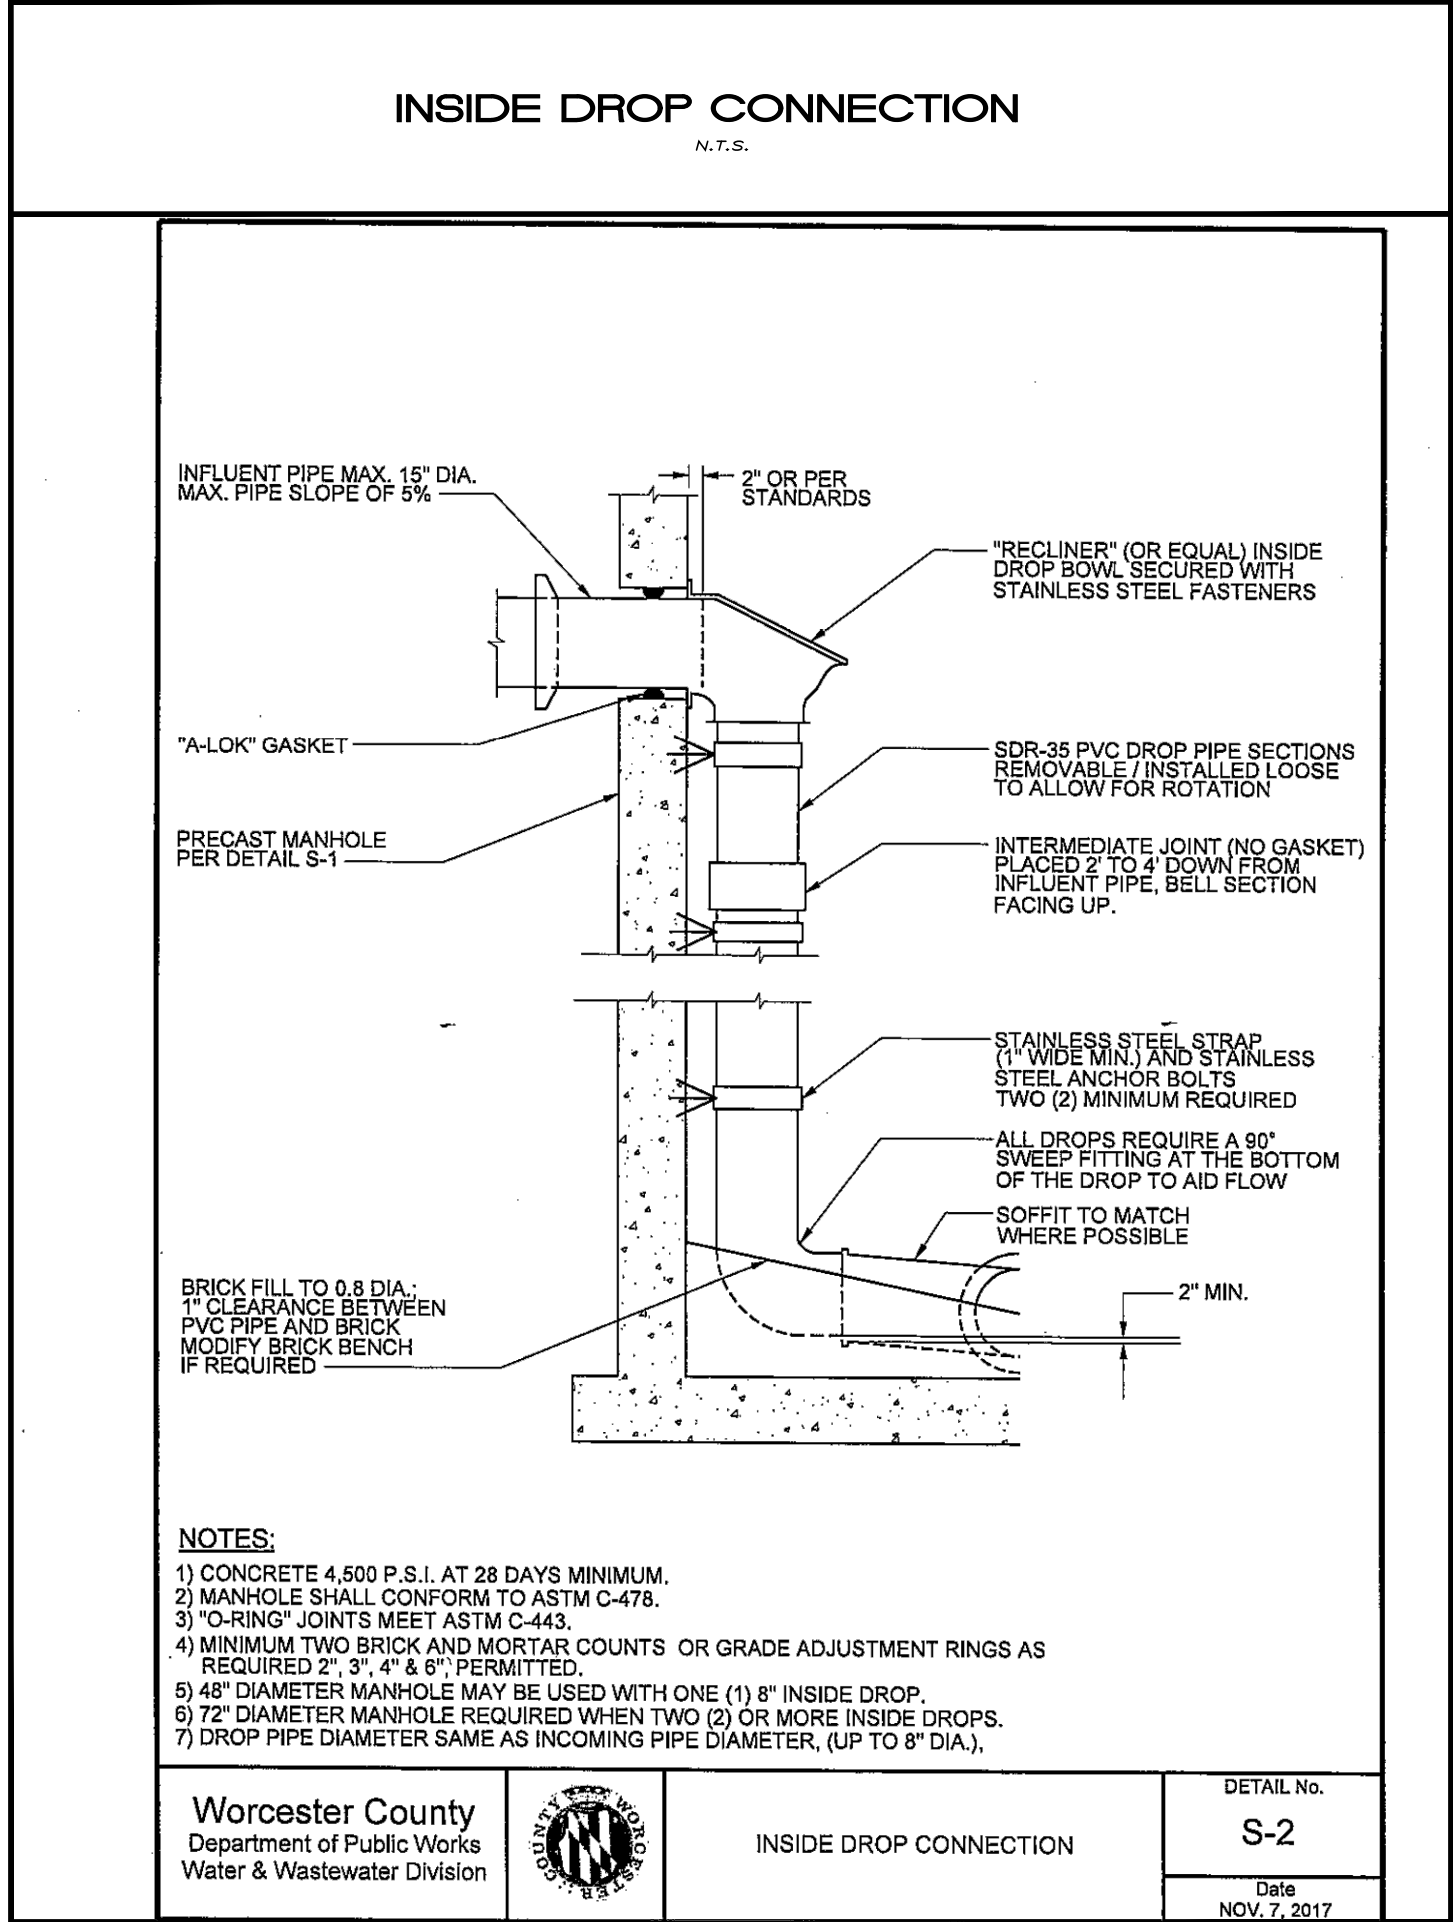 INSIDE DROP CONNECTION
N.T.S.
INFLUENT PIPE MAX. 15" DIA.
MAX. PIPE SLOPE OF 5%
2" OR PER
STANDARDS
"RECLINER" (OR EQUAL) INSIDE
DROP BOWL SECURED WITH
STAINLESS STEEL FASTENERS
"A-LOK" GASKET
SDR-35 PVC DROP PIPE SECTIONS
REMOVABLE / INSTALLED LOOSE
TO ALLOW FOR ROTATION
PRECAST MANHOLE
PER DETAIL S-1
INTERMEDIATE JOINT (NO GASKET)
PLACED 2' TO 4' DOWN FROM
INFLUENT PIPE, BELL SECTION
FACING UP.
STAINLESS STEEL STRAP
(1" WIDE MIN.) AND STAINLESS
STEEL ANCHOR BOLTS
TWO (2) MINIMUM REQUIRED
ALL DROPS REQUIRE A 90°
SWEEP FITTING AT THE BOTTOM
OF THE DROP TO AID FLOW
SOFFIT TO MATCH
WHERE POSSIBLE
BRICK FILL TO 0.8 DIA.;
1" CLEARANCE BETWEEN
PVC PIPE AND BRICK
MODIFY BRICK BENCH
IF REQUIRED
2" MIN.
NOTES:
1) CONCRETE 4,500 P.S.I. AT 28 DAYS MINIMUM.
2) MANHOLE SHALL CONFORM TO ASTM C-478.
3) "O-RING" JOINTS MEET ASTM C-443.
4) MINIMUM TWO BRICK AND MORTAR COUNTS OR GRADE ADJUSTMENT RINGS AS
REQUIRED 2", 3", 4" & 6", PERMITTED.
5) 48" DIAMETER MANHOLE MAY BE USED WITH ONE (1) 8" INSIDE DROP.
6) 72" DIAMETER MANHOLE REQUIRED WHEN TWO (2) OR MORE INSIDE DROPS.
7) DROP PIPE DIAMETER SAME AS INCOMING PIPE DIAMETER, (UP TO 8" DIA.),
Worcester County
Department of Public Works
Water & Wastewater Division
COUNTY WORCESTER
INSIDE DROP CONNECTION
DETAIL No.
S-2
Date
NOV. 7, 2017